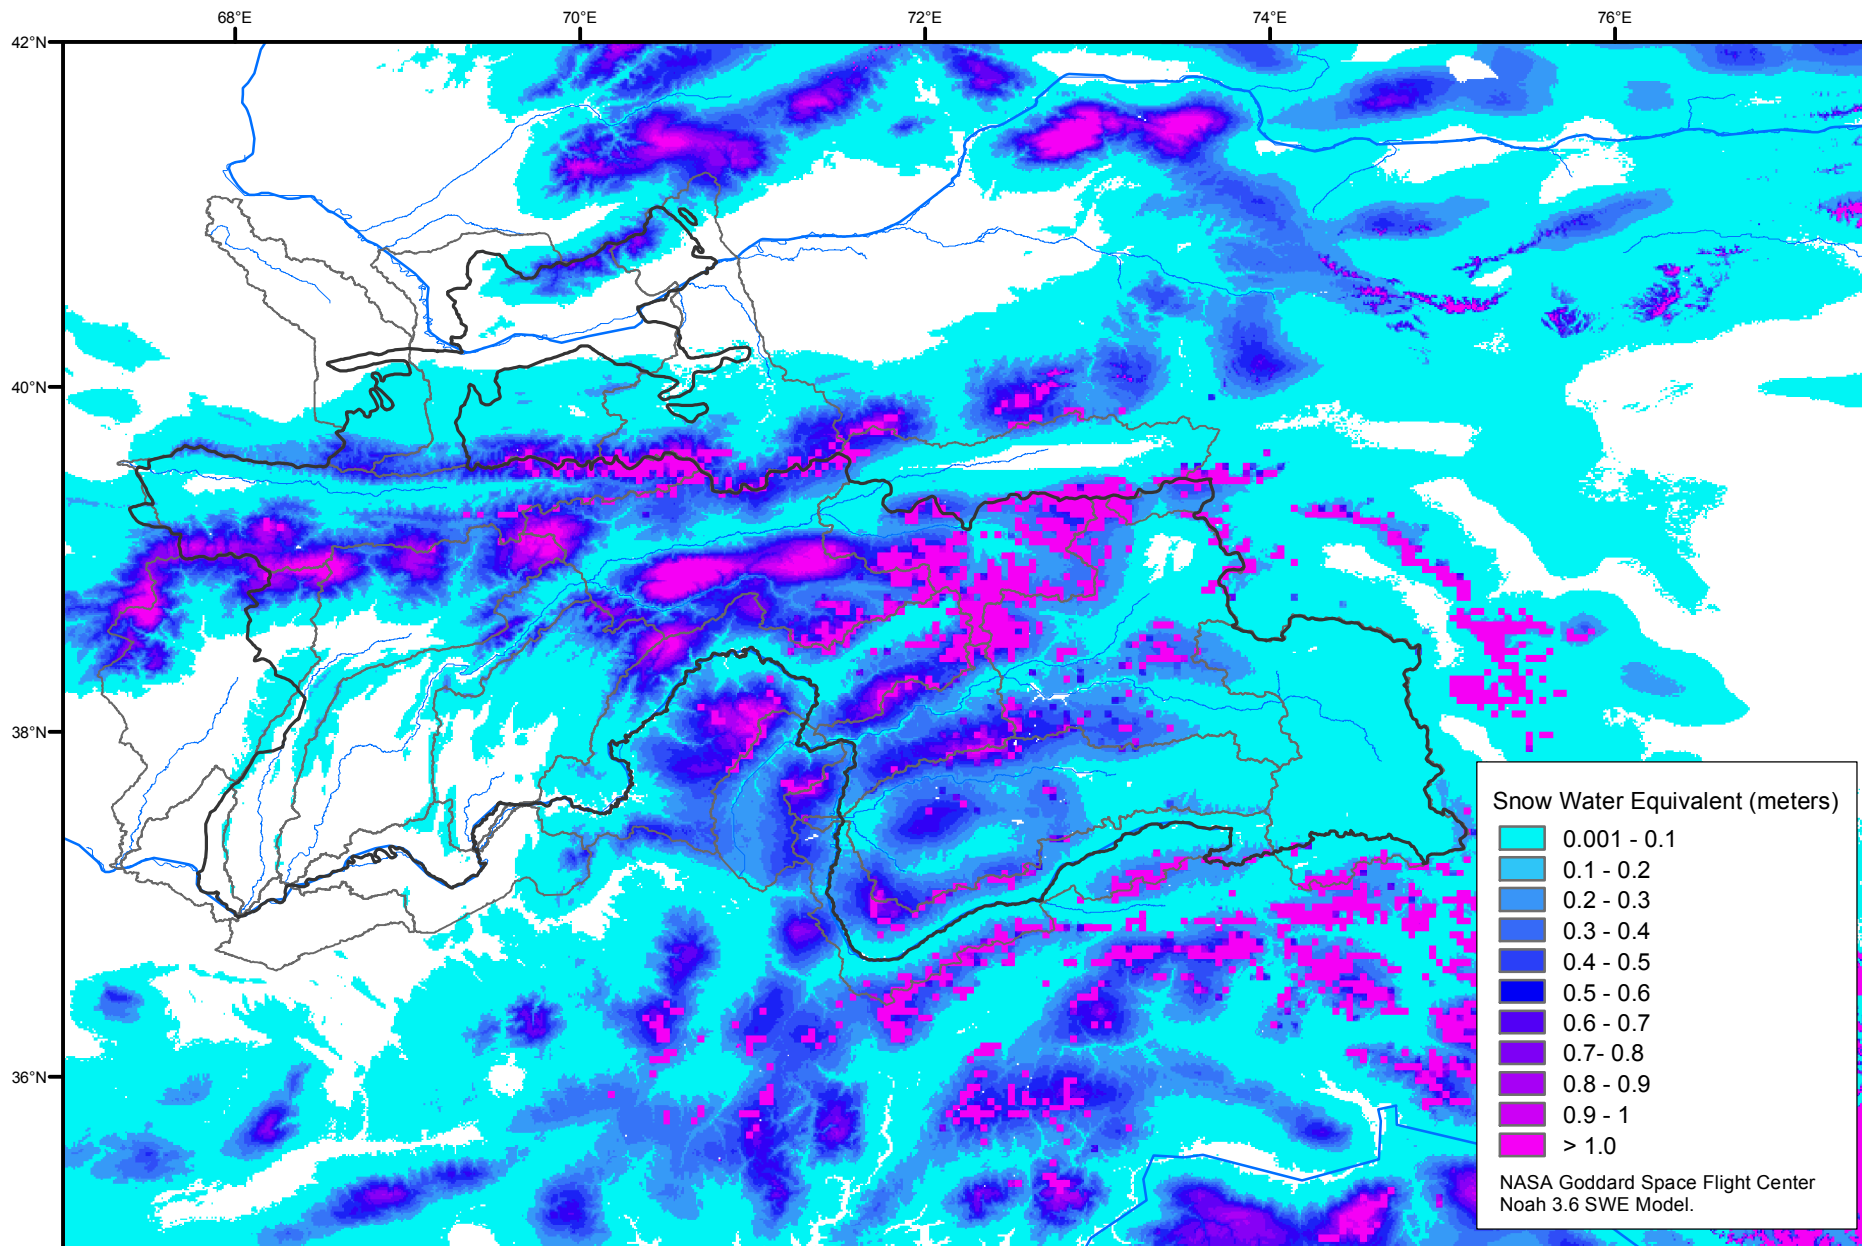 68°E 70°E 72°E 74°E 76°E
42°N
40°N
38°N
36°N
Snow Water Equivalent (meters)
0.001 - 0.1
0.1 - 0.2
0.2 - 0.3
0.3 - 0.4
0.4 - 0.5
0.5 - 0.6
0.6 - 0.7
0.7- 0.8
0.8 - 0.9
0.9 - 1
> 1.0
NASA Goddard Space Flight Center
Noah 3.6 SWE Model.